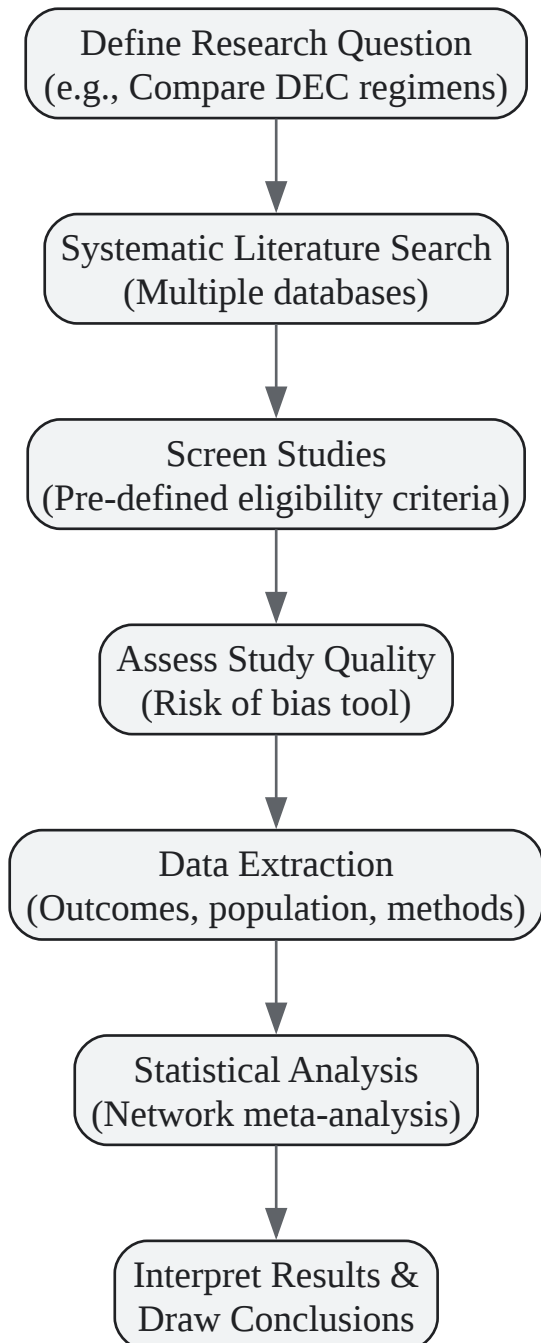 Define Research Question
(e.g., Compare DEC regimens)
Systematic Literature Search
(Multiple databases)
Screen Studies
(Pre-defined eligibility criteria)
Assess Study Quality
(Risk of bias tool)
Data Extraction
(Outcomes, population, methods)
Statistical Analysis
(Network meta-analysis)
Interpret Results &
Draw Conclusions